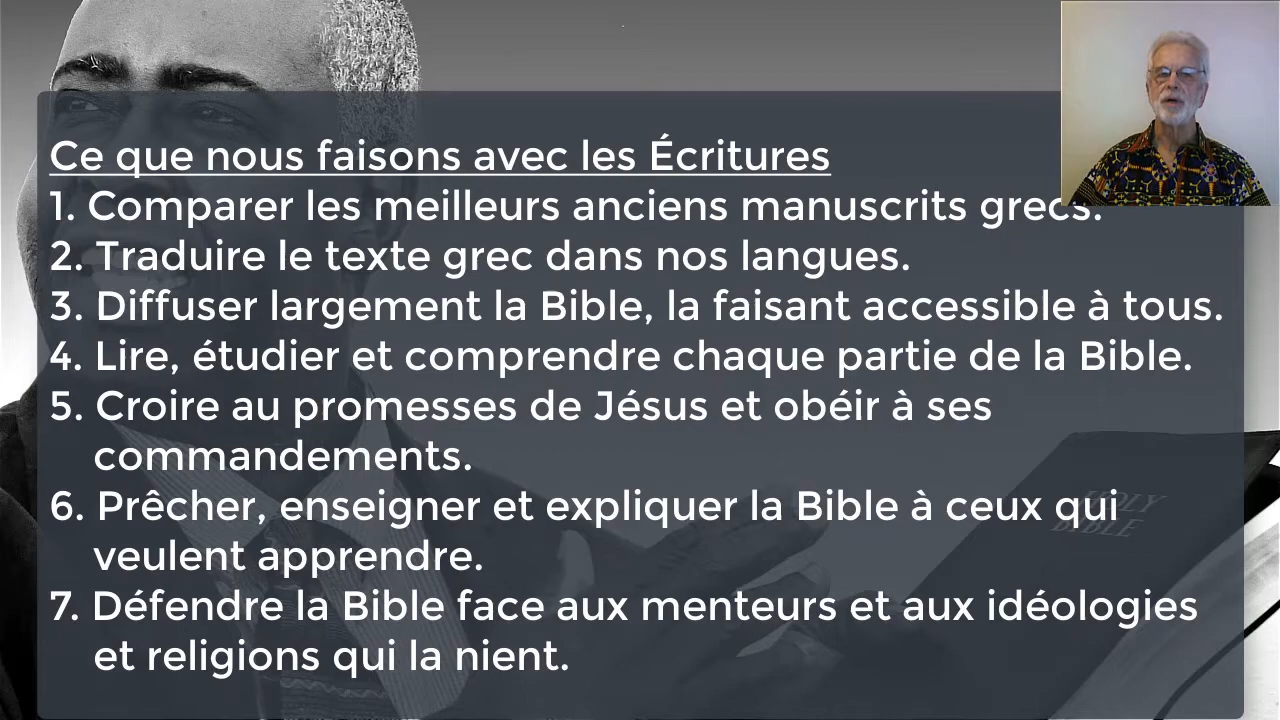 Ce que nous faisons avec les Écritures
1. Comparer les meilleurs anciens manuscrits grecs.
2. Traduire le texte grec dans nos langues.
3. Diffuser largement la Bible, la faisant accessible à tous.
4. Lire, étudier et comprendre chaque partie de la Bible.
5. Croire au promesses de Jésus et obéir à ses
commandements.
6. Prêcher, enseigner et expliquer la Bible à ceux qui
veulent apprendre.
7. Défendre la Bible face aux menteurs et aux idéologies
et religions qui la nient.
HOLY
BIBLE